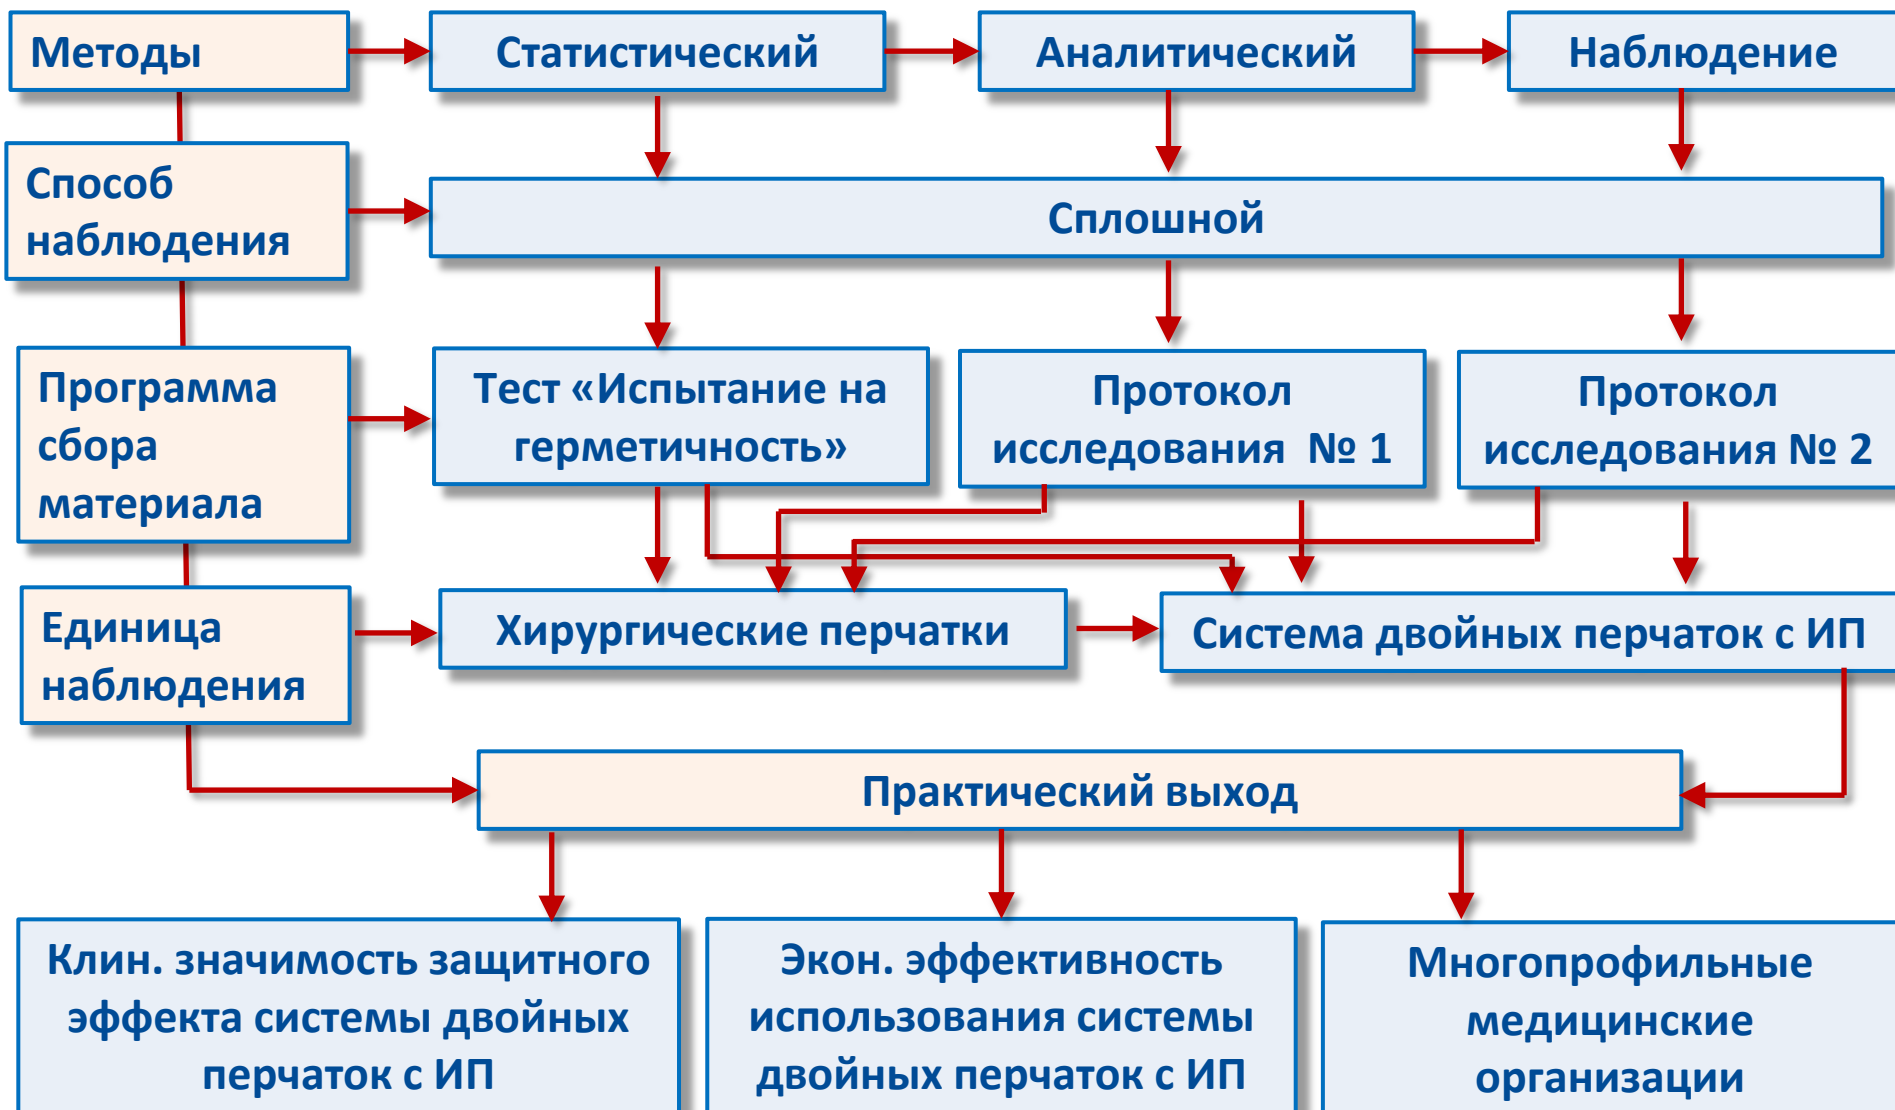 Методы
Статистический
Аналитический
Наблюдение
Способ
наблюдения
Сплошной
Программа
сбора
материала
Тест «Испытание на
герметичность»
Протокол
исследования № 1
Протокол
исследования № 2
Единица
наблюдения
Хирургические перчатки
Система двойных перчаток с ИП
Практический выход
Клин. значимость защитного
эффекта системы двойных
перчаток с ИП
Экон. эффективность
использования системы
двойных перчаток с ИП
Многопрофильные
медицинские
организации